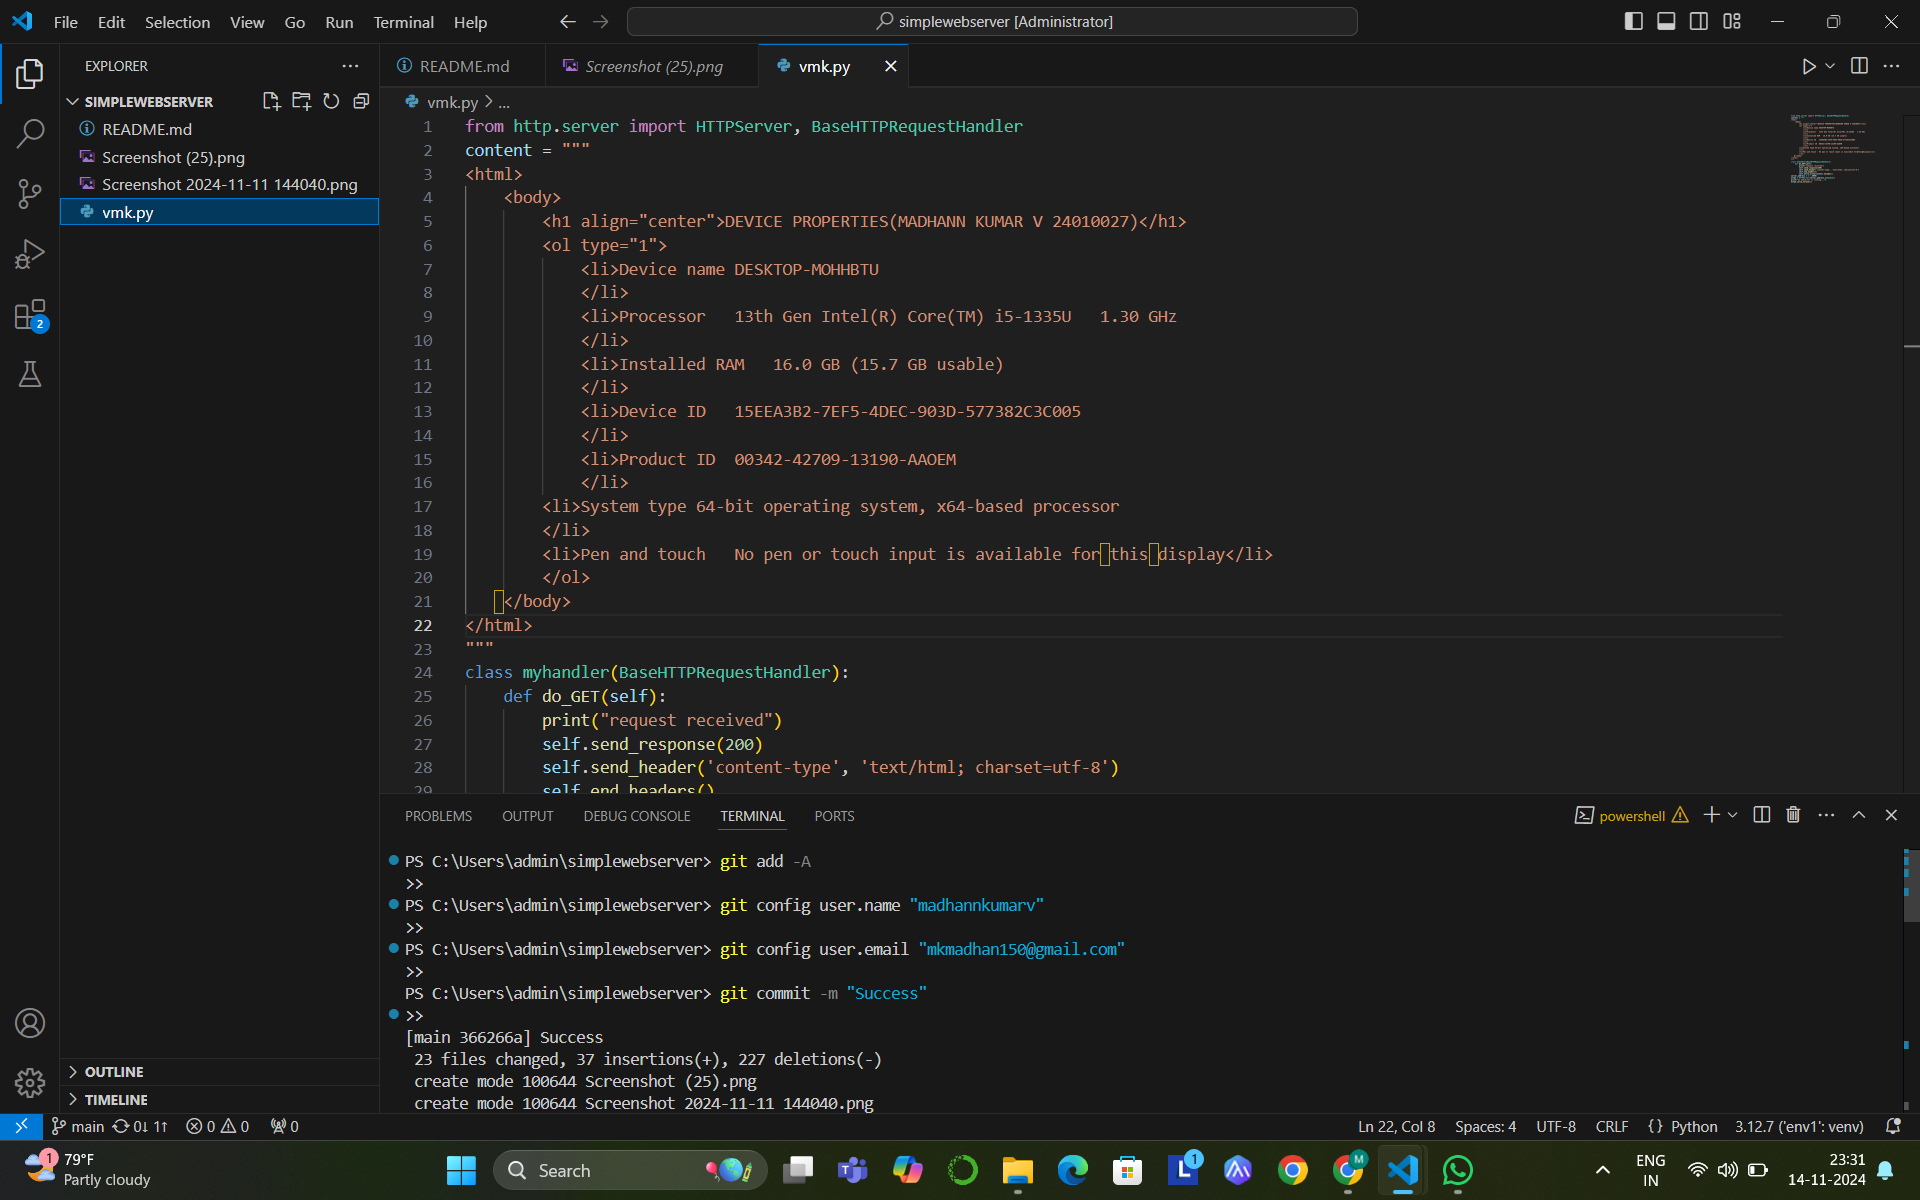 File Edit Selection View Go Run Terminal Help
simplewebserver [Administrator]
EXPLORER
SIMPLEWEBSERVER
README.md
Screenshot (25).png
Screenshot 2024-11-11 144040.png
vmk.py
OUTLINE
TIMELINE
2
README.md Screenshot (25).png vmk.py
vmk.py > ...
1 from http.server import HTTPServer, BaseHTTPRequestHandler
2 content = """
3 <html>
4 <body>
5 <h1 align="center">DEVICE PROPERTIES(MADHANN KUMAR V 24010027)</h1>
6 <ol type="1">
7 <li>Device name DESKTOP-MOHHBTU
8 </li>
9 <li>Processor 13th Gen Intel(R) Core(TM) i5-1335U 1.30 GHz
10 </li>
11 <li>Installed RAM 16.0 GB (15.7 GB usable)
12 </li>
13 <li>Device ID 15EEA3B2-7EF5-4DEC-903D-577382C3C005
14 </li>
15 <li>Product ID 00342-42709-13190-AAOEM
16 </li>
17 <li>System type 64-bit operating system, x64-based processor
18 </li>
19 <li>Pen and touch No pen or touch input is available for this display</li>
20 </ol>
21 </body>
22 </html>
23 """
24 class myhandler(BaseHTTPRequestHandler):
25 def do_GET(self):
26 print("request received")
27 self.send_response(200)
28 self.send_header('content-type', 'text/html; charset=utf-8')
29 self.end_headers()
PROBLEMS OUTPUT DEBUG CONSOLE TERMINAL PORTS
powershell
PS C:\Users\admin\simplewebserver> git add -A
>>
PS C:\Users\admin\simplewebserver> git config user.name "madhannkumarv"
>>
PS C:\Users\admin\simplewebserver> git config user.email "mkmadhan150@gmail.com"
>>
PS C:\Users\admin\simplewebserver> git commit -m "Success"
>>
[main 366266a] Success
23 files changed, 37 insertions(+), 227 deletions(-)
create mode 100644 Screenshot (25).png
create mode 100644 Screenshot 2024-11-11 144040.png
main 0↓ 1↑ 0 0 0
Ln 22, Col 8 Spaces: 4 UTF-8 CRLF {} Python 3.12.7 ('env1': venv)
1
79°F
Partly cloudy
Search
L 1
M
ENG
IN
23:31
14-11-2024